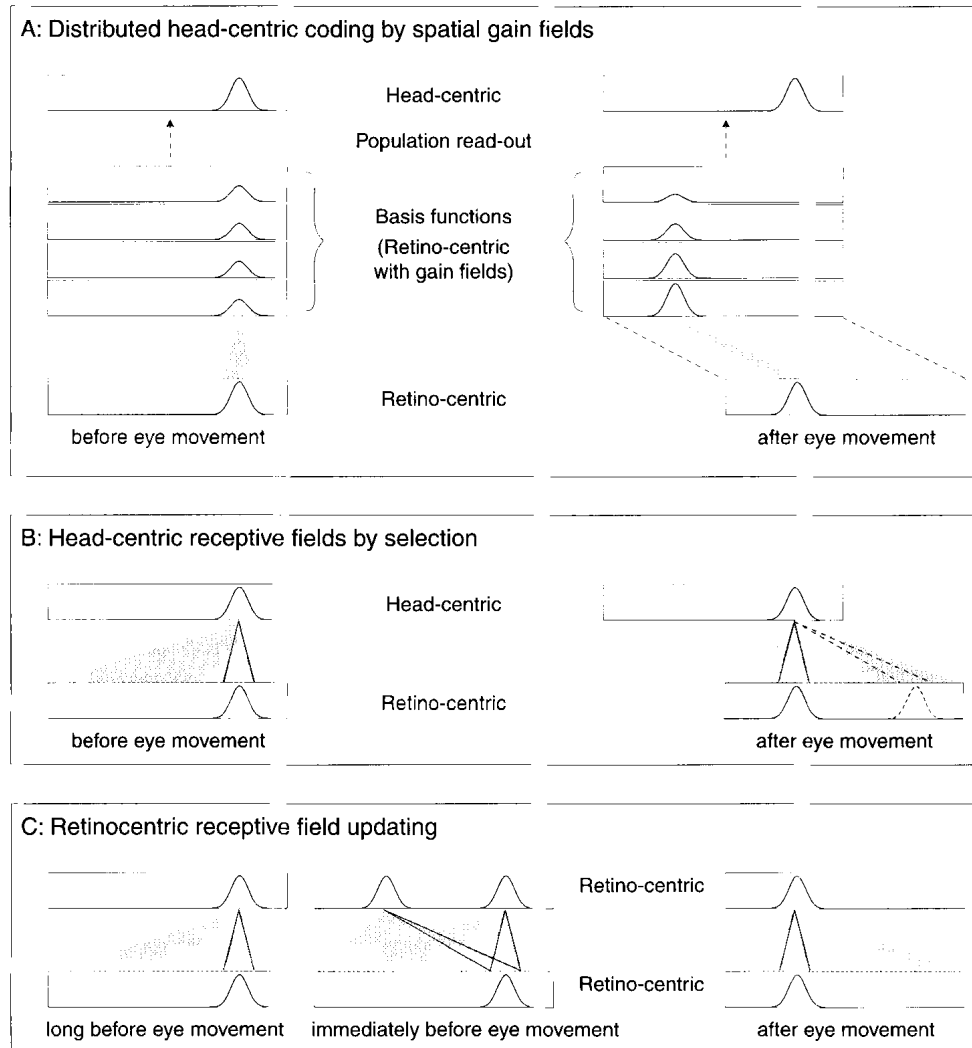 A: Distributed head-centric coding by spatial gain fields
Head-centric
Population read-out
Basis functions
(Retino-centric
with gain fields)
Retino-centric
before eye movement
after eye movement
B: Head-centric receptive fields by selection
Head-centric
Retino-centric
before eye movement
after eye movement
C: Retinocentric receptive field updating
Retino-centric
Retino-centric
long before eye movement
immediately before eye movement
after eye movement